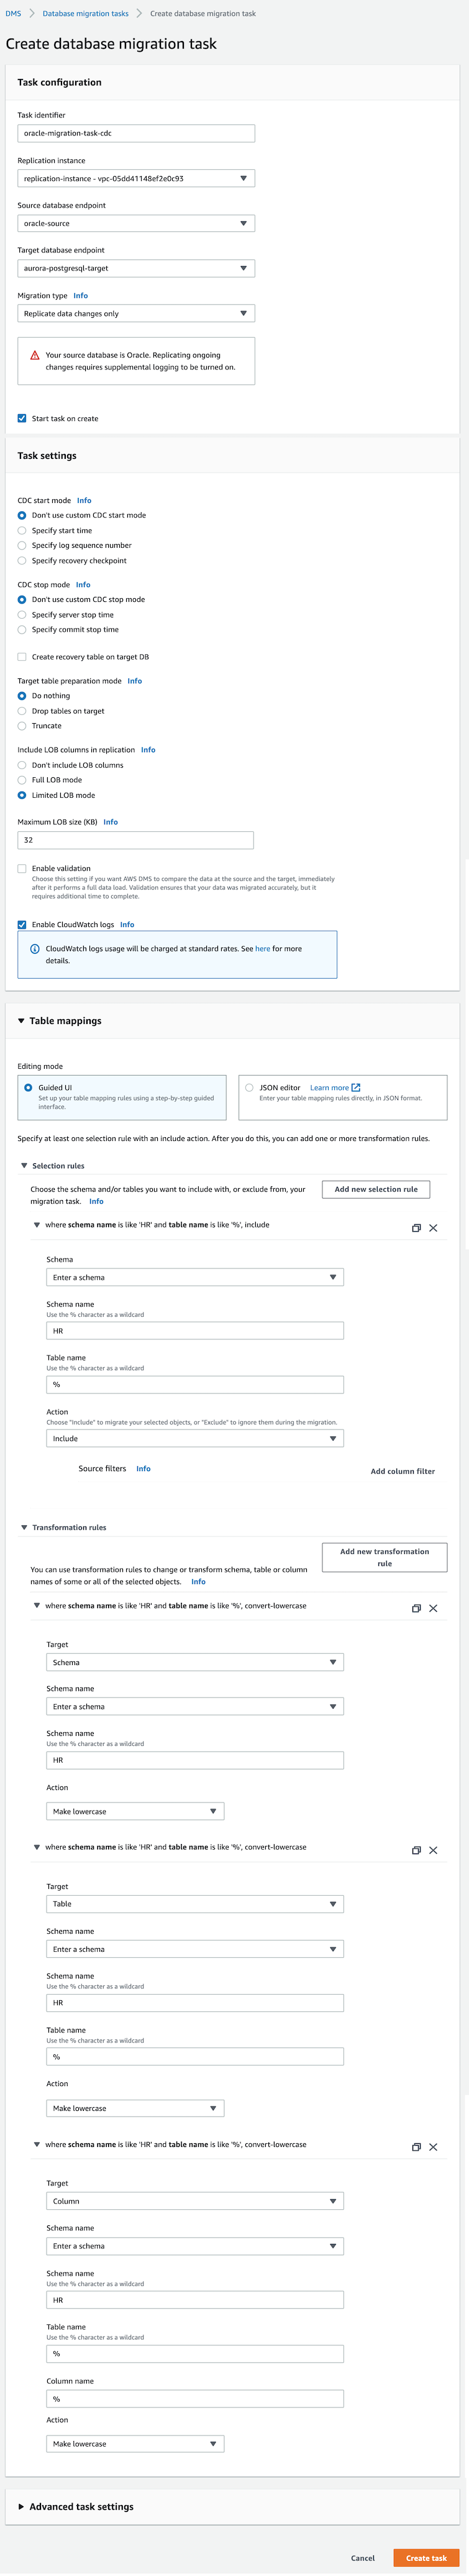 DMS > Database migration tasks > Create database migration task
Create database migration task
Task configuration
Task identifier
oracle-migration-task-cdc
Replication instance
replication-instance - vpc-05dd41148ef2e0c93
Source database endpoint
oracle-source
Target database endpoint
aurora-postgresql-target
Migration type Info
Replicate data changes only
Your source database is Oracle. Replicating ongoing
changes requires supplemental logging to be turned on.
Start task on create
Task settings
CDC start mode Info
Don't use custom CDC start mode
Specify start time
Specify log sequence number
Specify recovery checkpoint
CDC stop mode Info
Don't use custom CDC stop mode
Specify server stop time
Specify commit stop time
Create recovery table on target DB
Target table preparation mode Info
Do nothing
Drop tables on target
Truncate
Include LOB columns in replication Info
Don't include LOB columns
Full LOB mode
Limited LOB mode
Maximum LOB size (KB) Info
32
Enable validation
Choose this setting if you want AWS DMS to compare the data at the source and the target, immediately
after it performs a full data load. Validation ensures that your data was migrated accurately, but it
requires additional time to complete.
Enable CloudWatch logs Info
CloudWatch logs usage will be charged at standard rates. See here for more
details.
Table mappings
Editing mode
Guided UI
Set up your table mapping rules using a step-by-step guided
interface.
JSON editor Learn more
Enter your table mapping rules directly, in JSON format.
Specify at least one selection rule with an include action. After you do this, you can add one or more transformation rules.
Selection rules
Choose the schema and/or tables you want to include with, or exclude from, your
migration task. Info
Add new selection rule
where schema name is like 'HR' and table name is like '%', include
Schema
Enter a schema
Schema name
Use the % character as a wildcard
HR
Table name
Use the % character as a wildcard
%
Action
Choose "Include" to migrate your selected objects, or "Exclude" to ignore them during the migration.
Include
Source filters Info
Add column filter
Transformation rules
Add new transformation
rule
You can use transformation rules to change or transform schema, table or column
names of some or all of the selected objects. Info
where schema name is like 'HR' and table name is like '%', convert-lowercase
Target
Schema
Schema name
Enter a schema
Schema name
Use the % character as a wildcard
HR
Action
Make lowercase
where schema name is like 'HR' and table name is like '%', convert-lowercase
Target
Table
Schema name
Enter a schema
Schema name
Use the % character as a wildcard
HR
Table name
Use the % character as a wildcard
%
Action
Make lowercase
where schema name is like 'HR' and table name is like '%', convert-lowercase
Target
Column
Schema name
Enter a schema
Schema name
Use the % character as a wildcard
HR
Table name
Use the % character as a wildcard
%
Column name
%
Action
Make lowercase
Advanced task settings
Cancel
Create task